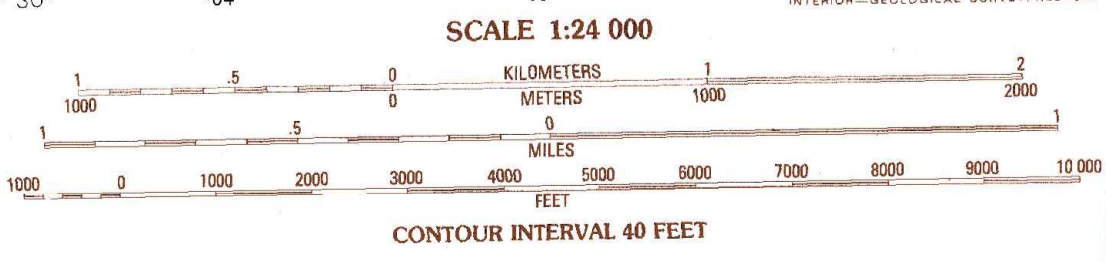 INTERIOR—GEOLOGICAL
SCALE 1:24 000
1 .5 0 KILOMETERS 1 2
1000 0 METERS 1000 2000
1 .5 0 1
MILES
1000 0 1000 2000 3000 4000 5000 6000 7000 8000 9000 10 000
FEET
CONTOUR INTERVAL 40 FEET